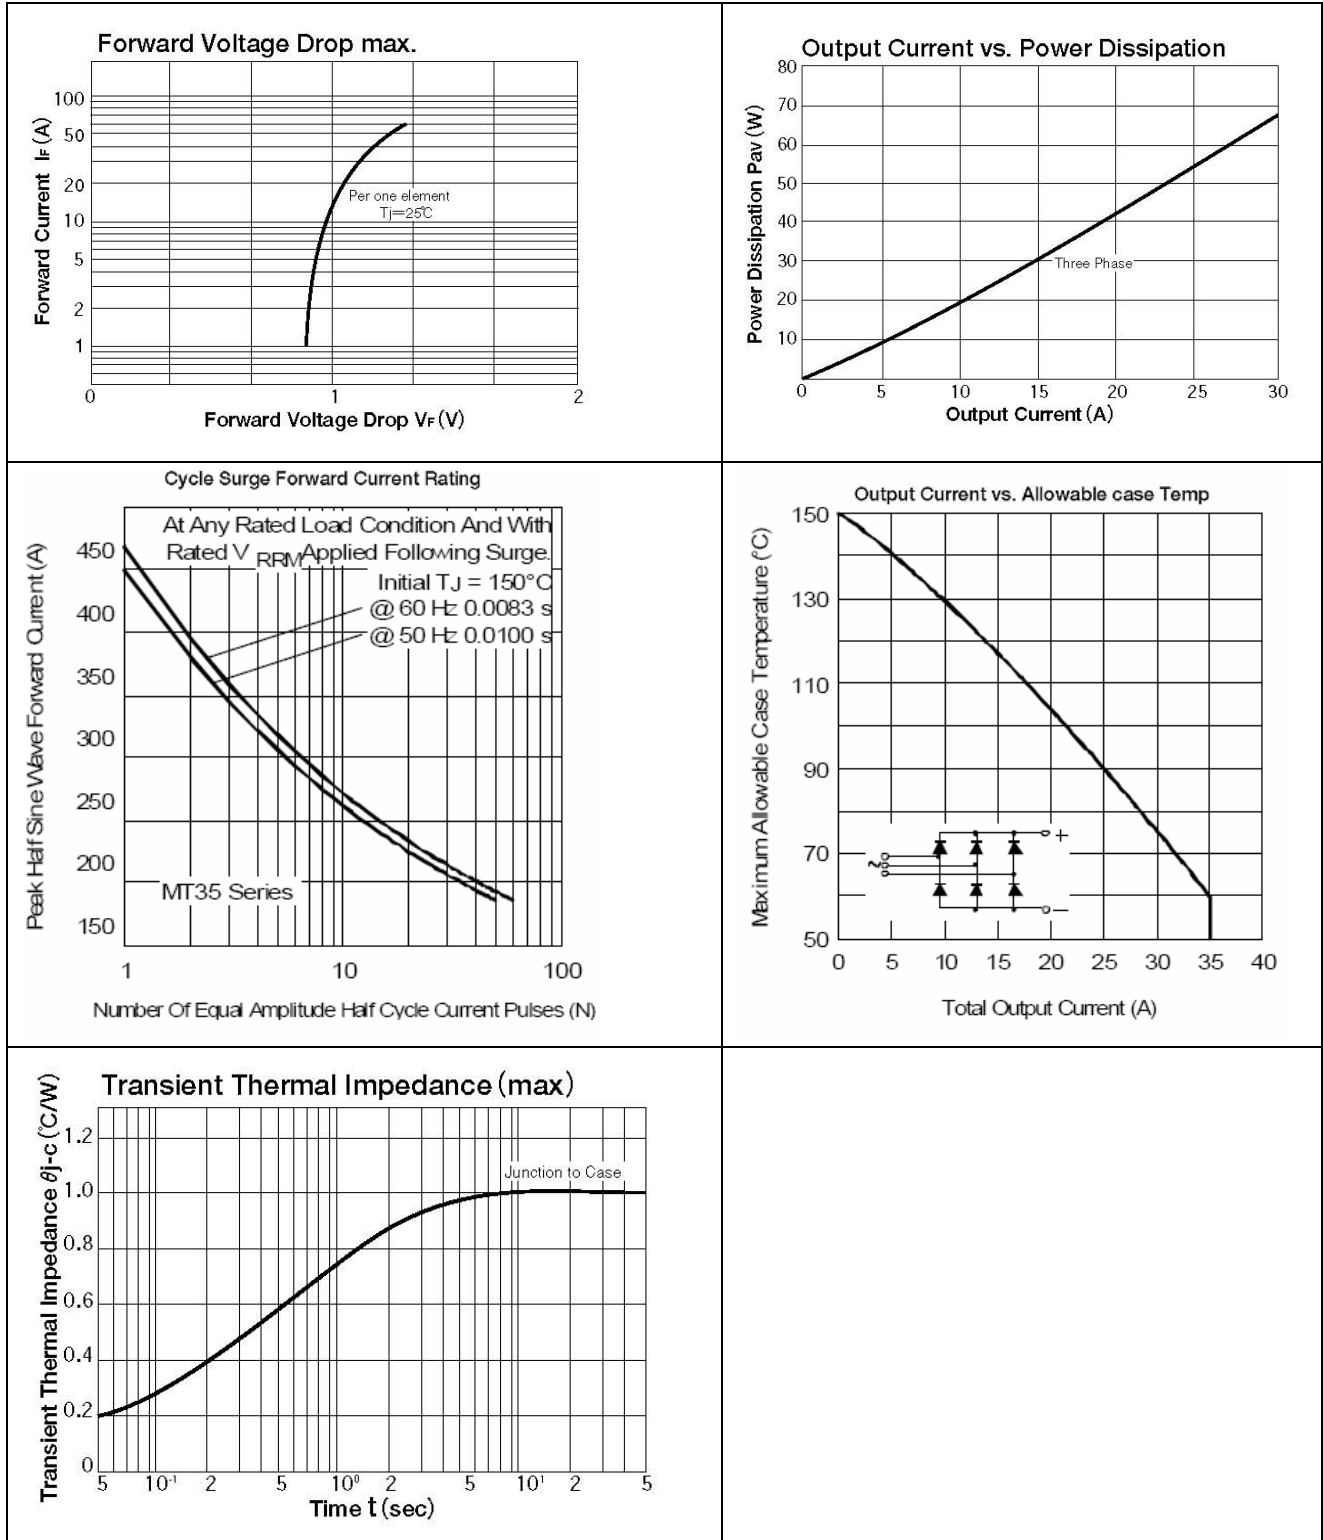 Forward Voltage Drop max.
Forward Current IF (A)
100
50
20
10
5
2
1
Per one element
Tj=25℃
0 1 2
Forward Voltage Drop VF (V)
Output Current vs. Power Dissipation
Power Dissipation Pav (W)
80
70
60
50
40
30
20
10
Three Phase
0 5 10 15 20 25 30
Output Current (A)
Cycle Surge Forward Current Rating
Peak Half Sine Wave Forward Current (A)
At Any Rated Load Condition And With
Rated V RRM Applied Following Surge.
Initial TJ = 150°C
@ 60 Hz 0.0083 s
@ 50 Hz 0.0100 s
450
400
350
300
250
200
150
MT35 Series
1 10 100
Number Of Equal Amplitude Half Cycle Current Pulses (N)
Output Current vs. Allowable case Temp
Maximum Allowable Case Temperature (°C)
150
130
110
90
70
50
~
+
−
0 5 10 15 20 25 30 35 40
Total Output Current (A)
Transient Thermal Impedance (max)
Transient Thermal Impedance θj-c (℃/W)
1.2
1.0
0.8
0.6
0.4
0.2
0
Junction to Case
5 10⁻¹ 2 5 10⁰ 2 5 10¹ 2 5
Time t (sec)